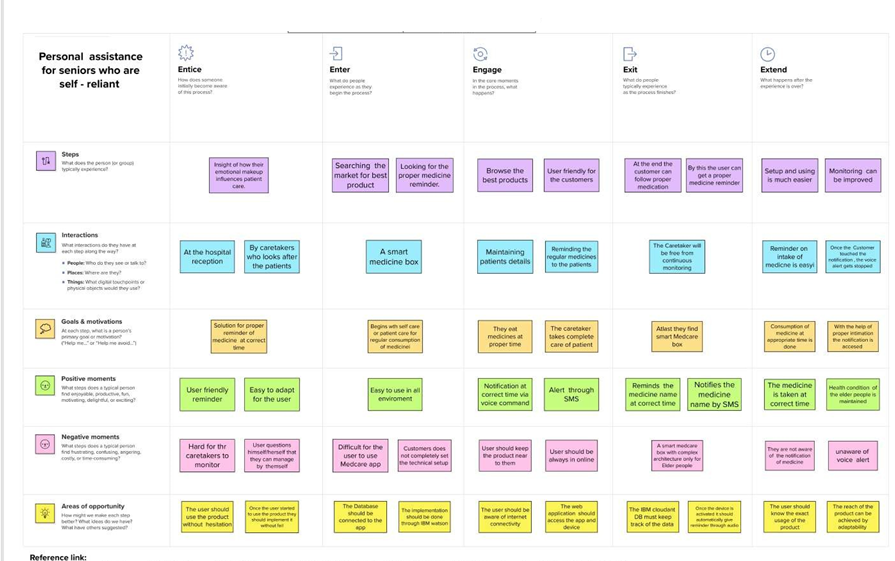 Personal assistance
for seniors who are
self - reliant
Entice
How does someone
initially become aware
of this process?
Enter
What do people
experience as they
begin the process?
Engage
In the core moments
in the process, what
happens?
Exit
What do people
typically experience
as the process finishes?
Extend
What happens after the
experience is over?
Steps
What does the person (or group)
typically experience?
Insight of how their
emotional makeup
influences patient
care.
Searching the
market for best
product
Looking for the
proper medicine
reminder.
Browse the
best products
User friendly for
the customers
At the end the
customer can
follow proper
medication
By this the user can
get a proper
medicine reminder
Setup and using
is much easier
Monitoring can
be improved
Interactions
What interactions do they have at
each step along the way?
• People: Who do they see or talk to?
• Places: Where are they?
• Things: What digital touchpoints or
physical objects would they use?
At the hospital
reception
By caretakers
who looks after
the patients
A smart
medicine box
Maintaining
patients details
Reminding the
regular medicines
to the patients
The Caretaker will
be free from
continuous
monitoring
Reminder on
intake of
medicne is easyi
Once the Customer
touched the
notification , the voice
alert gets stopped
Goals & motivations
At each step, what is a person's
primary goal or motivation?
("Help me..." or "Help me avoid...")
Solution for proper
reminder of
medicine at correct
time
Begins wth self care
or patient care for
regular consumption
of medicinei
They eat
medicines at
proper time
The caretaker
takes complete
care of patient
Atlast they find
smart Medcare
box
Consumption of
medicine at
appropriate time is
done
With the help of
proper intimation
the notification is
accesed
Positive moments
What steps does a typical person
find enjoyable, productive, fun,
motivating, delightful, or exciting?
User friendly
reminder
Easy to adapt
for the user
Easy to use in all
enviroment
Notification at
correct time via
voice command
Alert through
SMS
Reminds the
medicine name
at correct time
Notifies the
medicine
name by SMS
The medicine
is taken at
correct time
Health condition of
the elder people is
maintained
Negative moments
What steps does a typical person
find frustrating, confusing, angering,
costly, or time-consuming?
Hard for thr
caretakers to
monitor
User questions
himself/herself that
they can manage
by themself
Difficult for the
user to use
Medcare app
Customers does
not completely set
the technical setup
User should keep
the product near
to them
User should be
always in online
A smart medcare
box with complex
architecture only for
Elder people
They are not aware
of the notification
of medicine
unaware of
voice alert
Areas of opportunity
How might we make each step
better? What ideas do we have?
What have others suggested?
The user should
use the product
without hesitation
Once the user started
to use the product they
should implement it
without fail
The Database
should be
connected to the
app
The implementation
should be done
through IBM watson
The user should be
aware of internet
connectivity
The web
application should
access the app and
device
The IBM cloudant
DB must keep
track of the data
Once the device is
activated it should
automatically give
reminder through audio
The user should
know the exact
usage of the
product
The reach of the
product can be
achieved by
adaptability
Reference link: